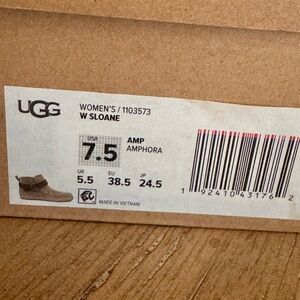 UGG
WOMEN'S / 1103573
W SLOANE
USA
7.5
AMP
AMPHORA
UK EU JP
5.5 38.5 24.5
MADE IN VIETNAM
1 92410 43176 2